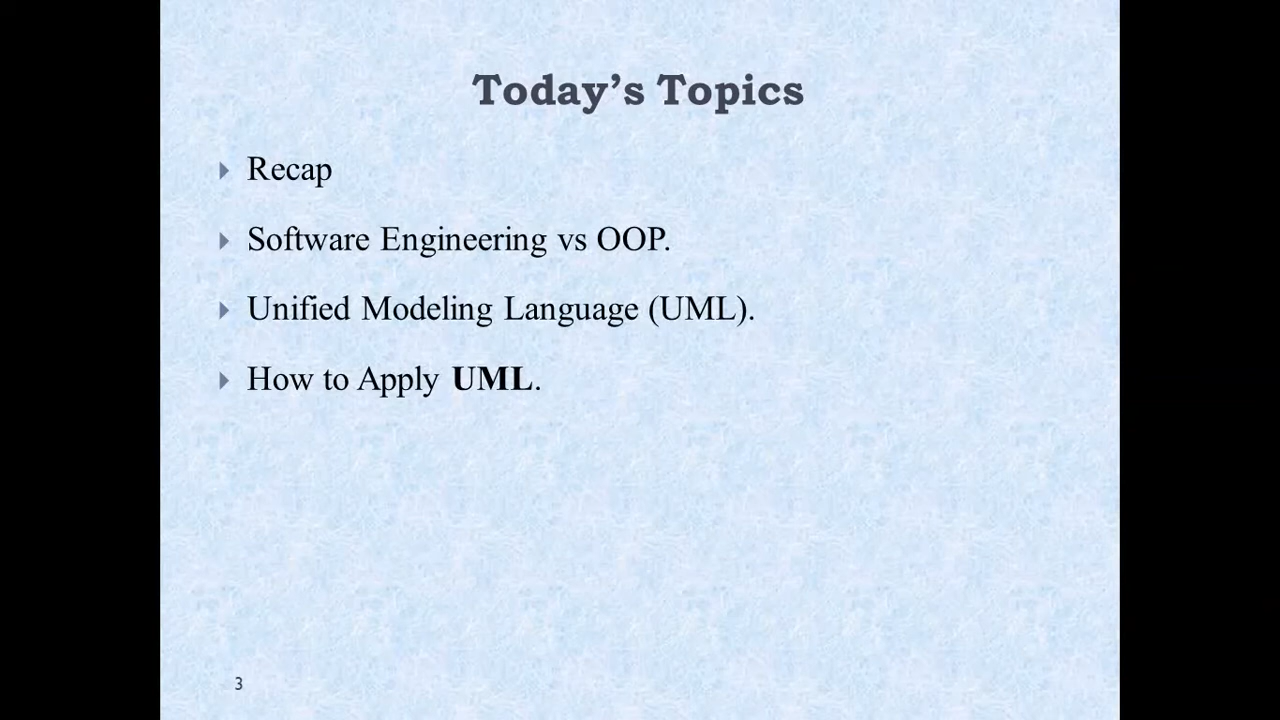 Today’s Topics
Recap
Software Engineering vs OOP.
Unified Modeling Language (UML).
How to Apply UML.
3